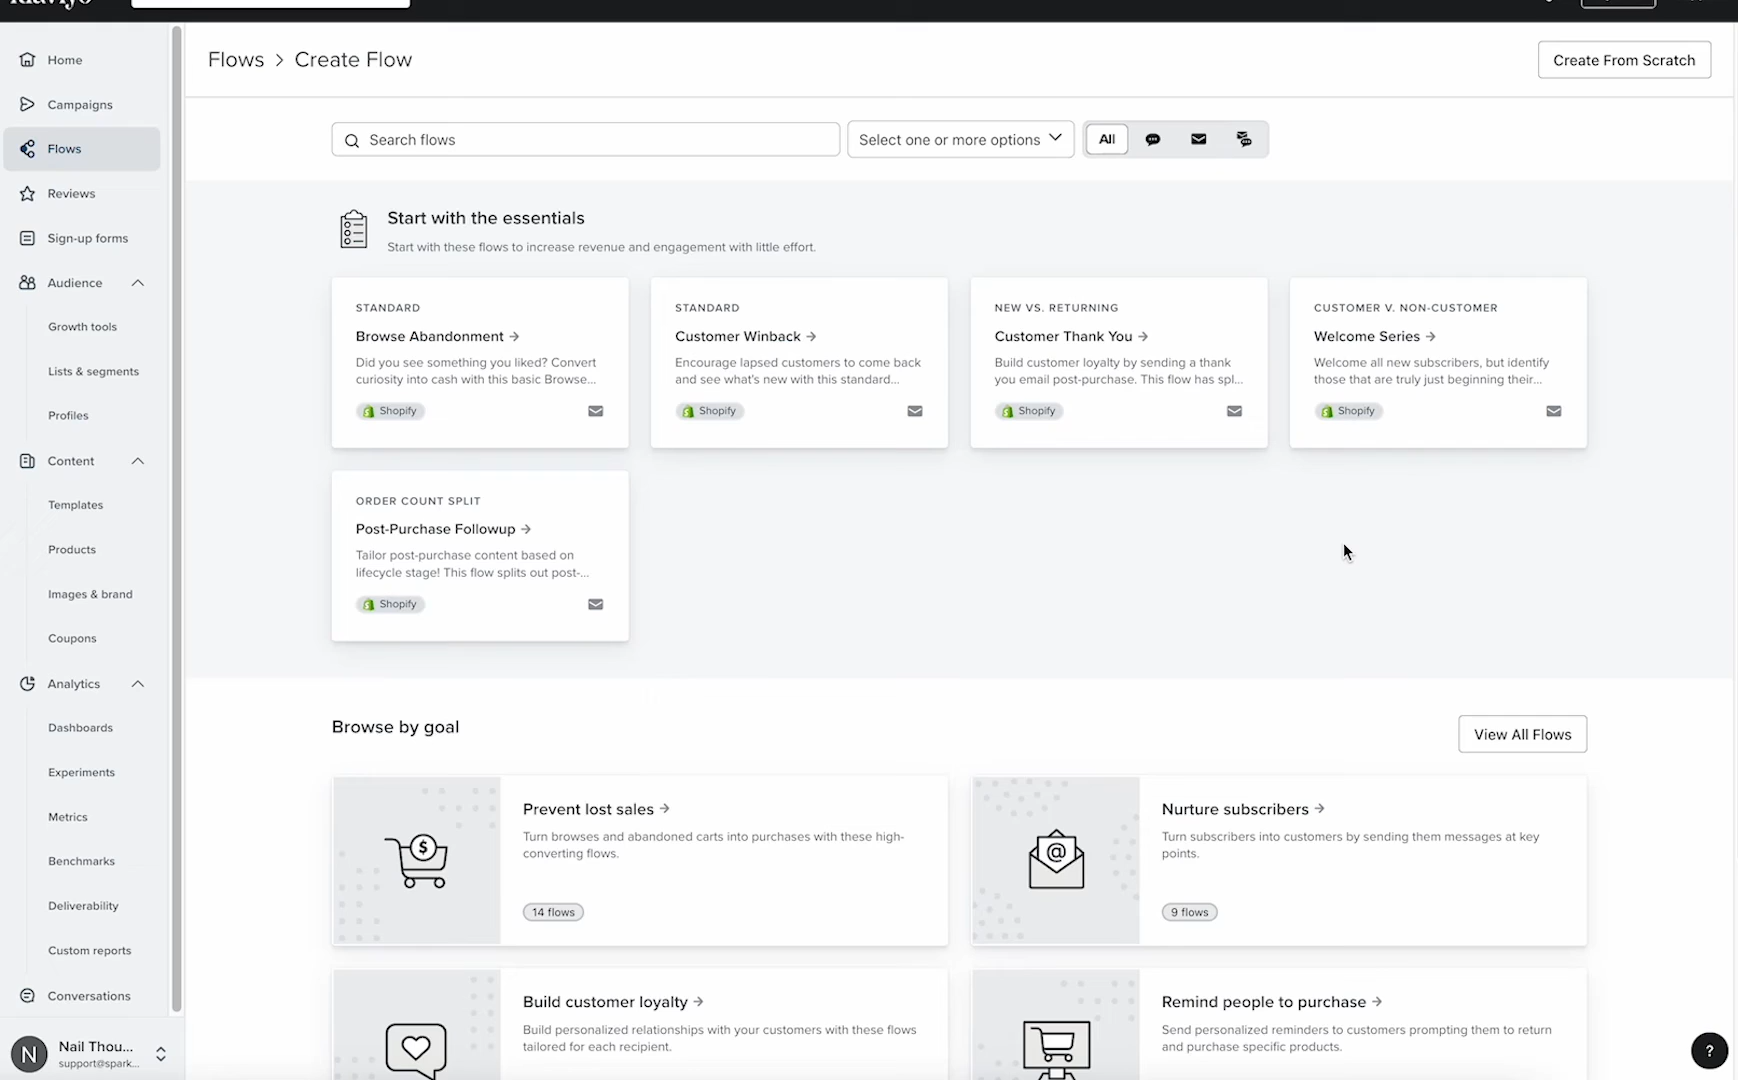 klaviyo
Home
Campaigns
Flows
Reviews
Sign-up forms
Audience
Growth tools
Lists & segments
Profiles
Content
Templates
Products
Images & brand
Coupons
Analytics
Dashboards
Experiments
Metrics
Benchmarks
Deliverability
Custom reports
Conversations
N
Nail Thou...
support@spark...
Flows > Create Flow
Create From Scratch
Search flows
Select one or more options
All
Start with the essentials
Start with these flows to increase revenue and engagement with little effort.
STANDARD
Browse Abandonment →
Did you see something you liked? Convert
curiosity into cash with this basic Browse...
Shopify
STANDARD
Customer Winback →
Encourage lapsed customers to come back
and see what's new with this standard...
Shopify
NEW VS. RETURNING
Customer Thank You →
Build customer loyalty by sending a thank
you email post-purchase. This flow has spl...
Shopify
CUSTOMER V. NON-CUSTOMER
Welcome Series →
Welcome all new subscribers, but identify
those that are truly just beginning their...
Shopify
ORDER COUNT SPLIT
Post-Purchase Followup →
Tailor post-purchase content based on
lifecycle stage! This flow splits out post-...
Shopify
Browse by goal
View All Flows
Prevent lost sales →
Turn browses and abandoned carts into purchases with these high-
converting flows.
14 flows
Nurture subscribers →
Turn subscribers into customers by sending them messages at key
points.
9 flows
Build customer loyalty →
Build personalized relationships with your customers with these flows
tailored for each recipient.
Remind people to purchase →
Send personalized reminders to customers prompting them to return
and purchase specific products.
?